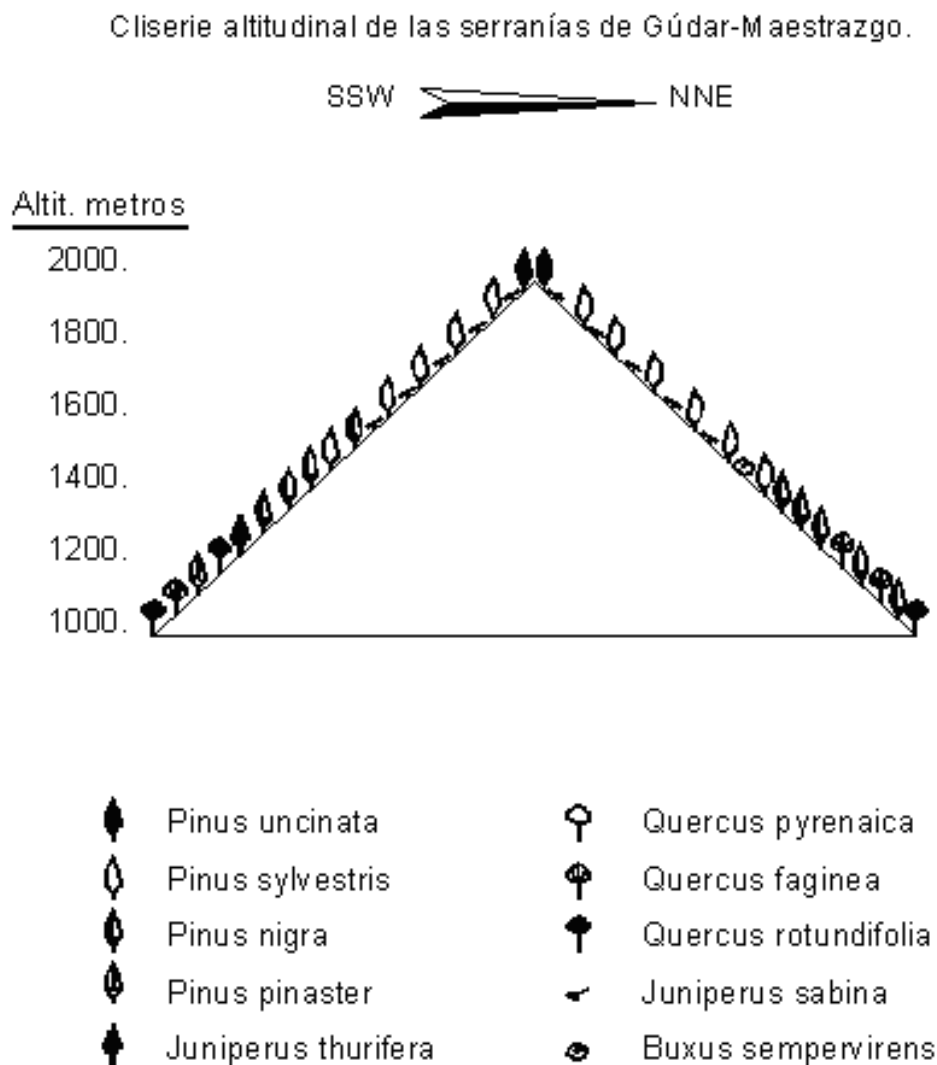 Cliserie altitudinal de las serranías de Gúdar-Maestrazgo.
SSW NNE
Altit. metros
2000.
1800.
1600.
1400.
1200.
1000.
Pinus uncinata
Pinus sylvestris
Pinus nigra
Pinus pinaster
Juniperus thurifera
Quercus pyrenaica
Quercus faginea
Quercus rotundifolia
Juniperus sabina
Buxus sempervirens